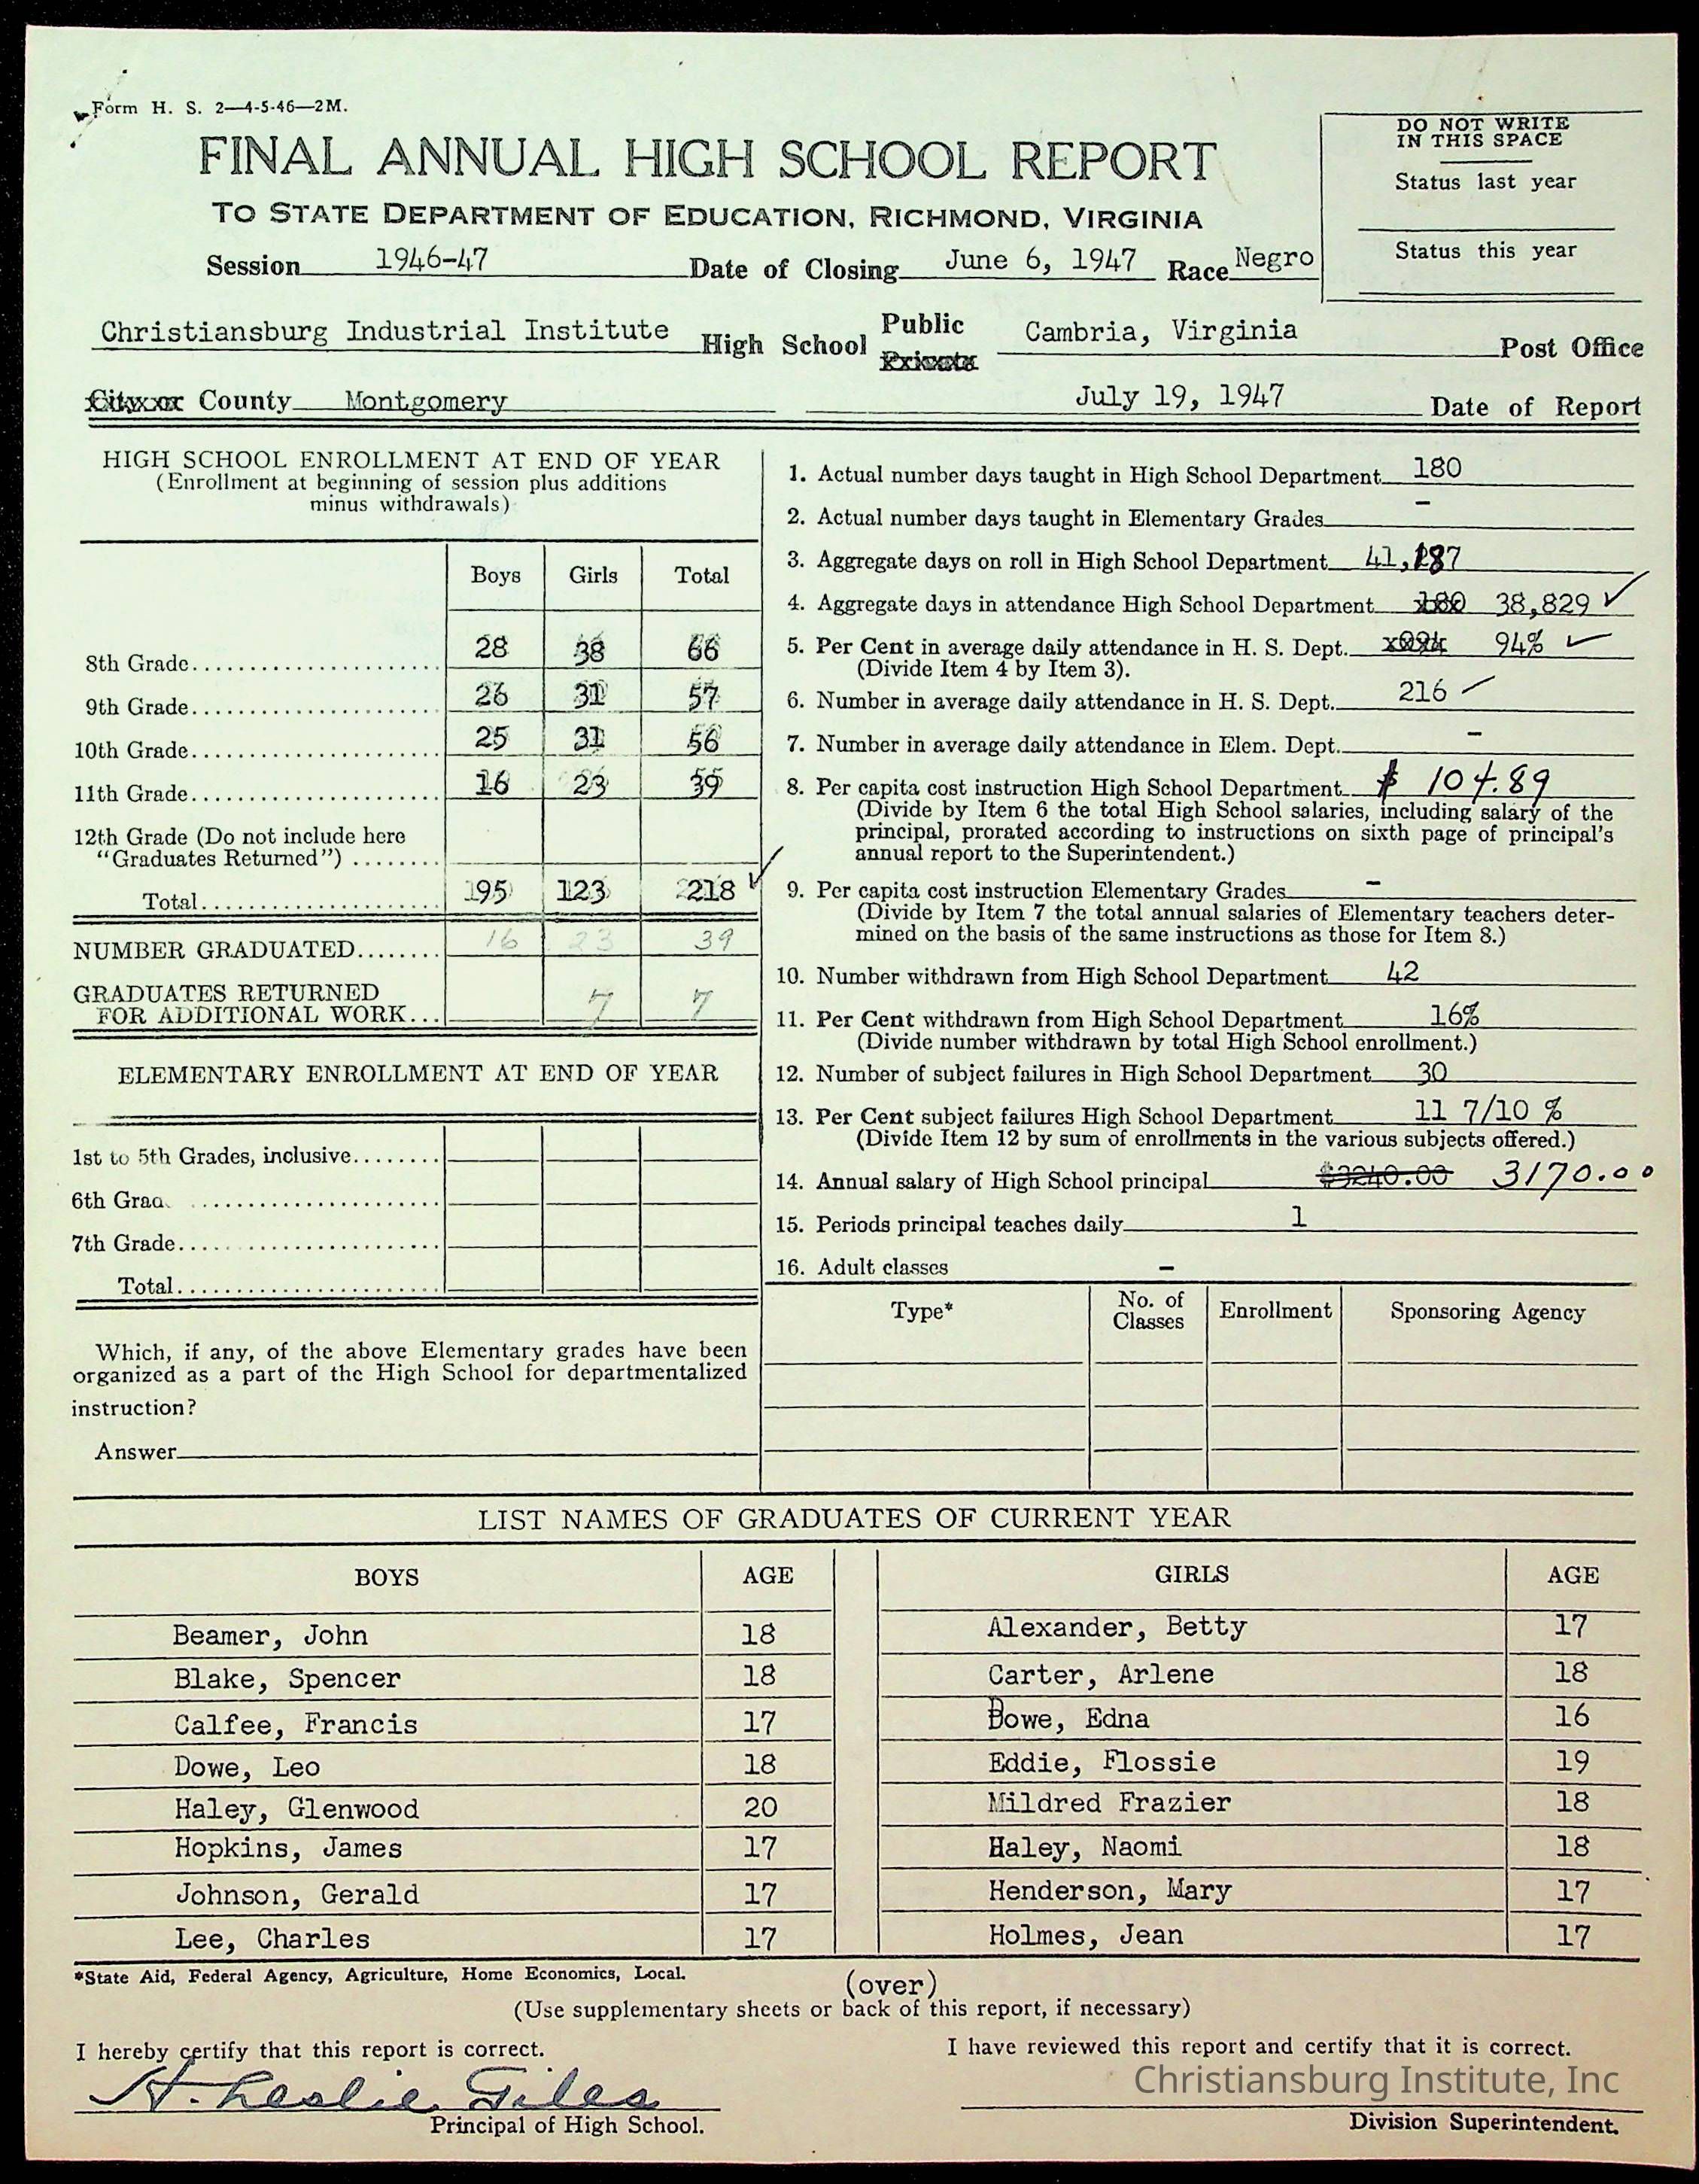 Form H. S. 2—4-5-46—2M.
FINAL ANNUAL HIGH SCHOOL REPORT
TO STATE DEPARTMENT OF EDUCATION, RICHMOND, VIRGINIA
Session 1946-47 Date of Closing June 6, 1947 Race Negro
DO NOT WRITE
IN THIS SPACE
Status last year
Status this year
Christiansburg Industrial Institute High School Public Private Cambria, Virginia Post Office
City or County Montgomery July 19, 1947 Date of Report
HIGH SCHOOL ENROLLMENT AT END OF YEAR
(Enrollment at beginning of session plus additions
minus withdrawals)
Boys Girls Total
8th Grade 28 38 66
9th Grade 26 31 57
10th Grade 25 31 56
11th Grade 16 23 39
12th Grade (Do not include here
"Graduates Returned")
Total 195 123 218 ✓
NUMBER GRADUATED 16 23 39
GRADUATES RETURNED
FOR ADDITIONAL WORK 7 7
ELEMENTARY ENROLLMENT AT END OF YEAR
1st to 5th Grades, inclusive
6th Grad
7th Grade
Total
Which, if any, of the above Elementary grades have been
organized as a part of the High School for departmentalized
instruction?
Answer
1. Actual number days taught in High School Department 180
2. Actual number days taught in Elementary Grades -
3. Aggregate days on roll in High School Department 41,187
4. Aggregate days in attendance High School Department 180 38,829 ✓
5. Per Cent in average daily attendance in H. S. Dept. 94% ✓
(Divide Item 4 by Item 3).
6. Number in average daily attendance in H. S. Dept. 216 ✓
7. Number in average daily attendance in Elem. Dept. -
8. Per capita cost instruction High School Department $ 104.89
(Divide by Item 6 the total High School salaries, including salary of the
principal, prorated according to instructions on sixth page of principal's
annual report to the Superintendent.)
9. Per capita cost instruction Elementary Grades -
(Divide by Item 7 the total annual salaries of Elementary teachers deter-
mined on the basis of the same instructions as those for Item 8.)
10. Number withdrawn from High School Department 42
11. Per Cent withdrawn from High School Department 16%
(Divide number withdrawn by total High School enrollment.)
12. Number of subject failures in High School Department 30
13. Per Cent subject failures High School Department 11 7/10 %
(Divide Item 12 by sum of enrollments in the various subjects offered.)
14. Annual salary of High School principal $3240.00 3170.00
15. Periods principal teaches daily 1
16. Adult classes -
Type* No. of Classes Enrollment Sponsoring Agency
LIST NAMES OF GRADUATES OF CURRENT YEAR
BOYS AGE GIRLS AGE
Beamer, John 18 Alexander, Betty 17
Blake, Spencer 18 Carter, Arlene 18
Calfee, Francis 17 Dowe, Edna 16
Dowe, Leo 18 Eddie, Flossie 19
Haley, Glenwood 20 Mildred Frazier 18
Hopkins, James 17 Haley, Naomi 18
Johnson, Gerald 17 Henderson, Mary 17
Lee, Charles 17 Holmes, Jean 17
*State Aid, Federal Agency, Agriculture, Home Economics, Local.
(over)
(Use supplementary sheets or back of this report, if necessary)
I hereby certify that this report is correct.
A. Leslie Giles
Principal of High School.
I have reviewed this report and certify that it is correct.
Christiansburg Institute, Inc
Division Superintendent.